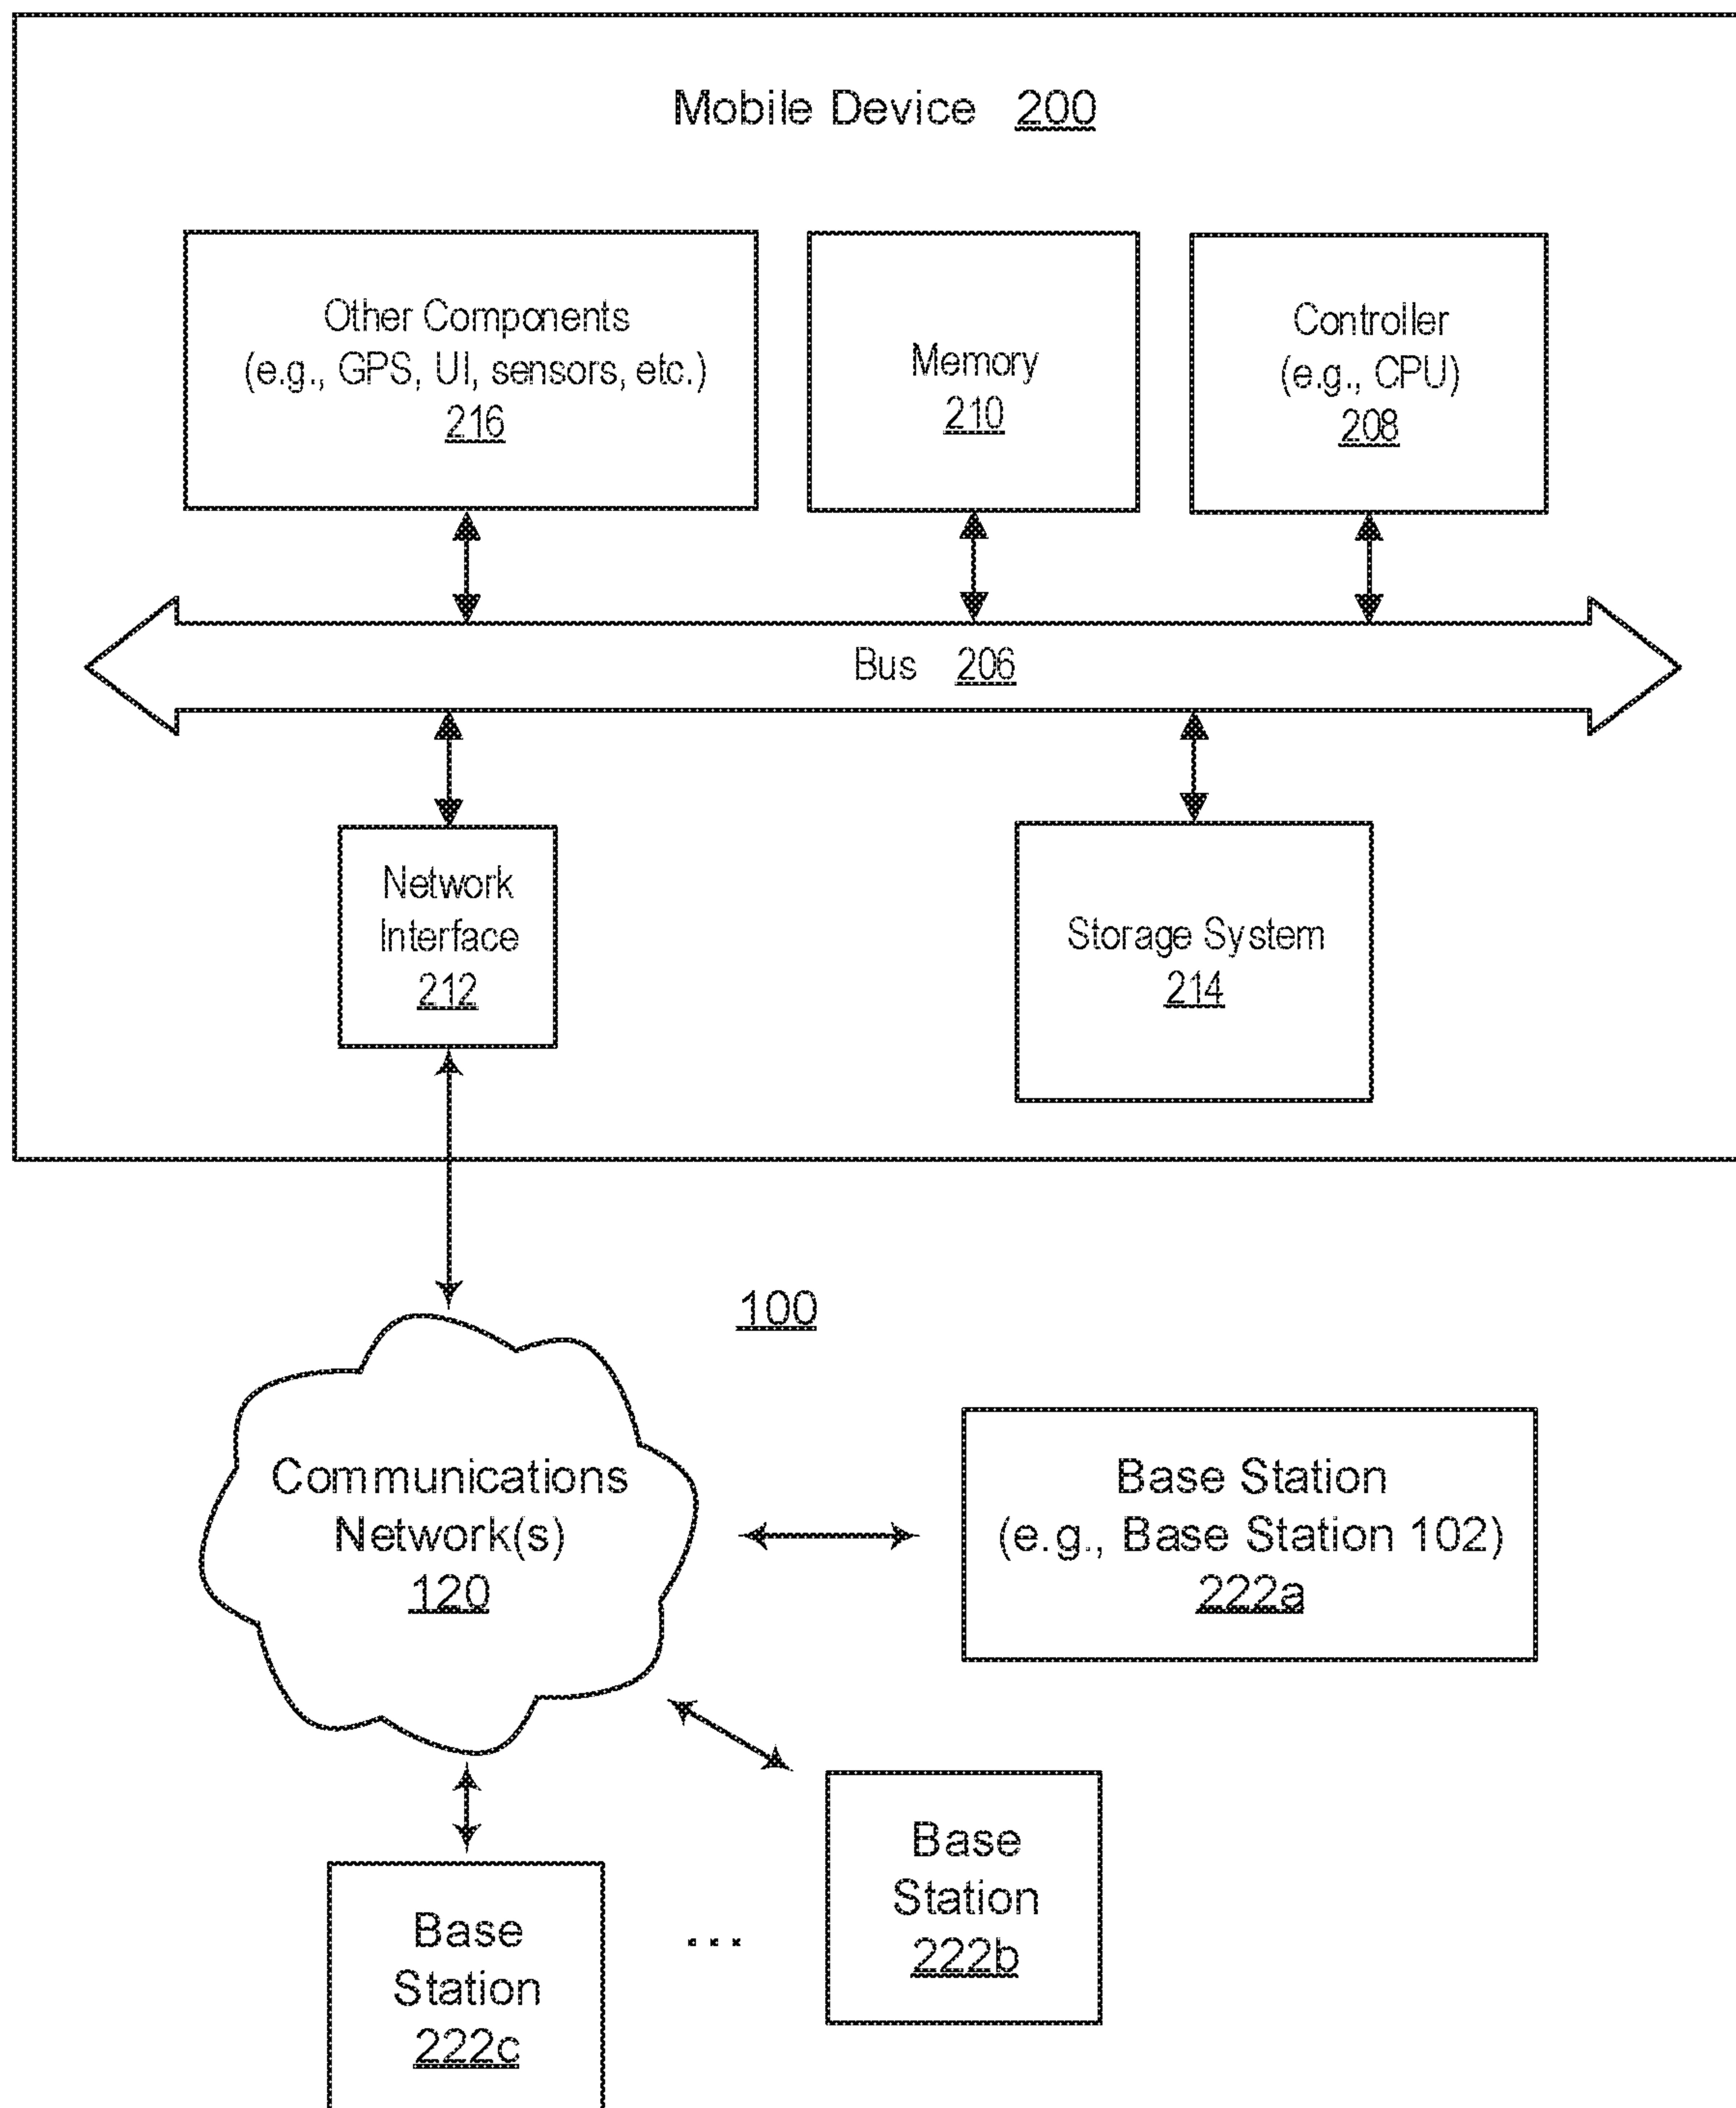 Mobile Device 200
Other Components
(e.g., GPS, UI, sensors, etc.)
216
Memory
210
Controller
(e.g., CPU)
208
Bus 206
Network
Interface
212
Storage System
214
100
Communications
Network(s)
120
Base Station
(e.g., Base Station 102)
222a
Base
Station
222b
Base
Station
222c
...